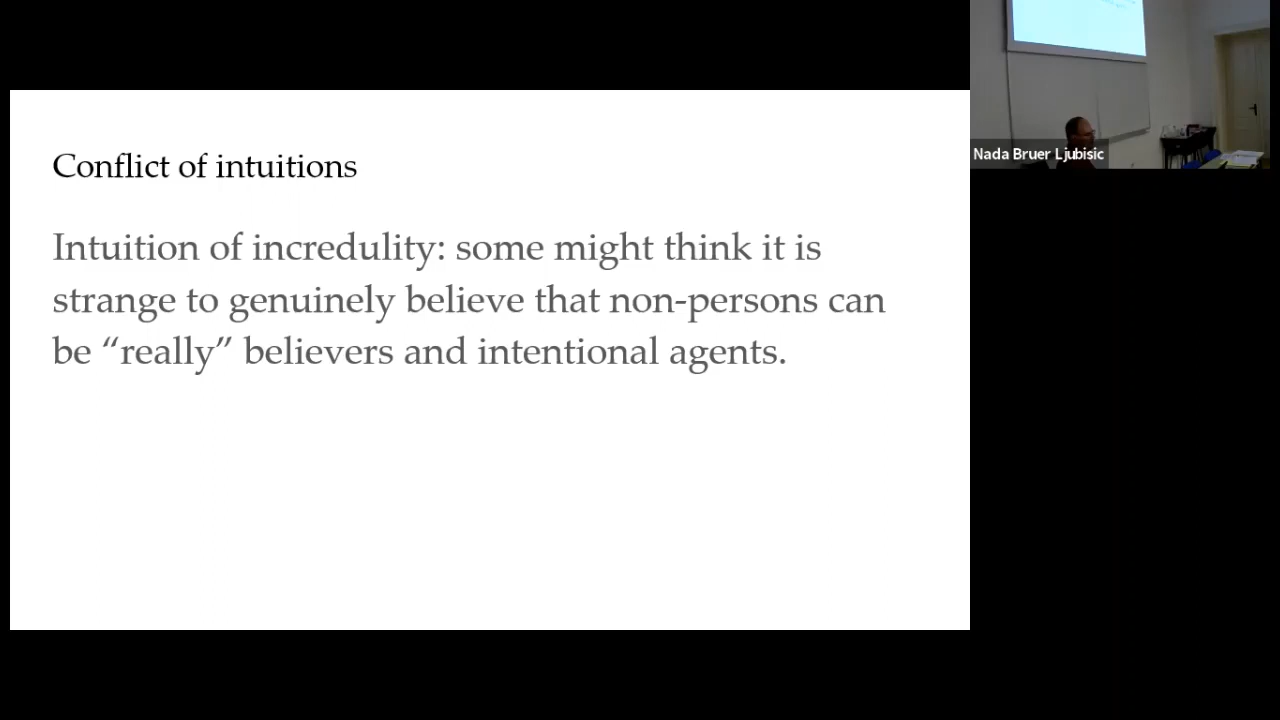 Conflict of intuitions
Intuition of incredulity: some might think it is
strange to genuinely believe that non-persons can
be “really” believers and intentional agents.
Nada Bruer Ljubisic